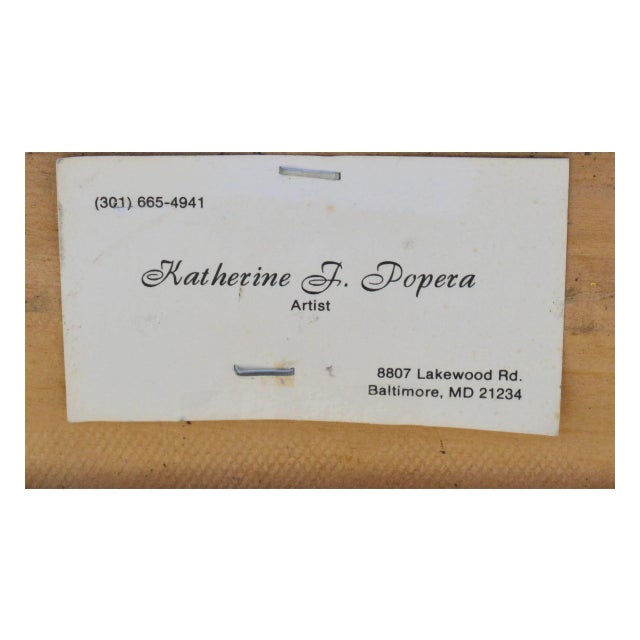 (301) 665-4941
Katherine J. Popera
Artist
8807 Lakewood Rd.
Baltimore, MD 21234